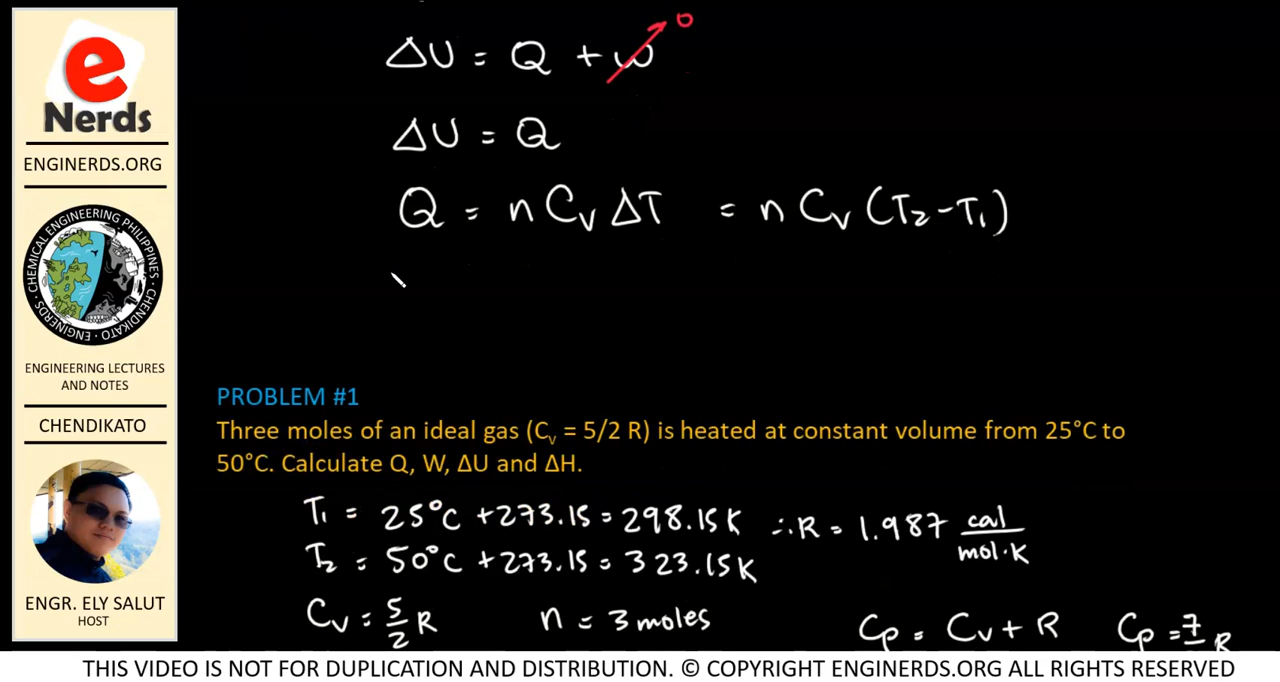 ΔU = Q + W 0
ΔU = Q
Q = n Cv ΔT = n Cv (T2 - T1)
PROBLEM #1
Three moles of an ideal gas (Cv = 5/2 R) is heated at constant volume from 25°C to
50°C. Calculate Q, W, ΔU and ΔH.
T1 = 25°C + 273.15 = 298.15 K ∴ R = 1.987 cal/mol·K
T2 = 50°C + 273.15 = 323.15 K
Cv = 5/2 R n = 3 moles Cp = Cv + R Cp = 7/ R
e
Nerds
ENGINERDS.ORG
CHEMICAL ENGINEERING PHILIPPINES · CHENDIKATO · ENGINERDS ·
ENGINEERING LECTURES
AND NOTES
CHENDIKATO
ENGR. ELY SALUT
HOST
THIS VIDEO IS NOT FOR DUPLICATION AND DISTRIBUTION. © COPYRIGHT ENGINERDS.ORG ALL RIGHTS RESERVED